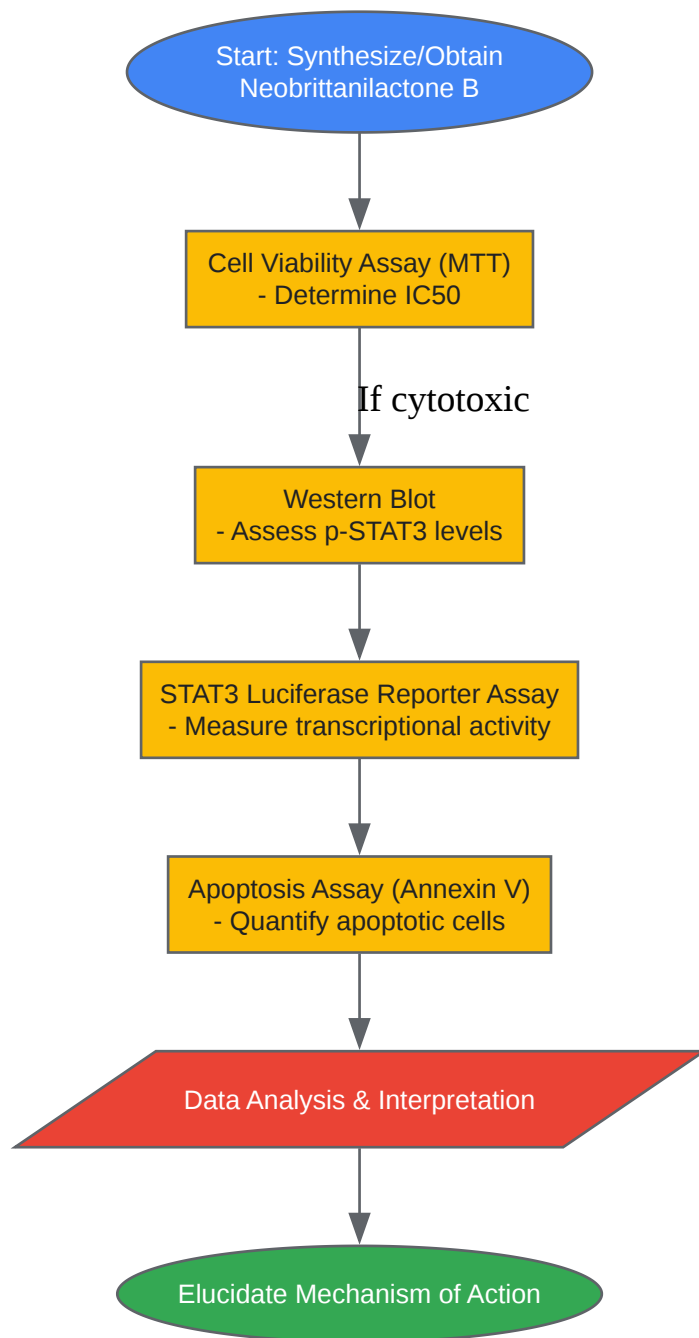 Start: Synthesize/Obtain
Neobrittanilactone B
Cell Viability Assay (MTT)
- Determine IC50
If cytotoxic
Western Blot
- Assess p-STAT3 levels
STAT3 Luciferase Reporter Assay
- Measure transcriptional activity
Apoptosis Assay (Annexin V)
- Quantify apoptotic cells
Data Analysis & Interpretation
Elucidate Mechanism of Action